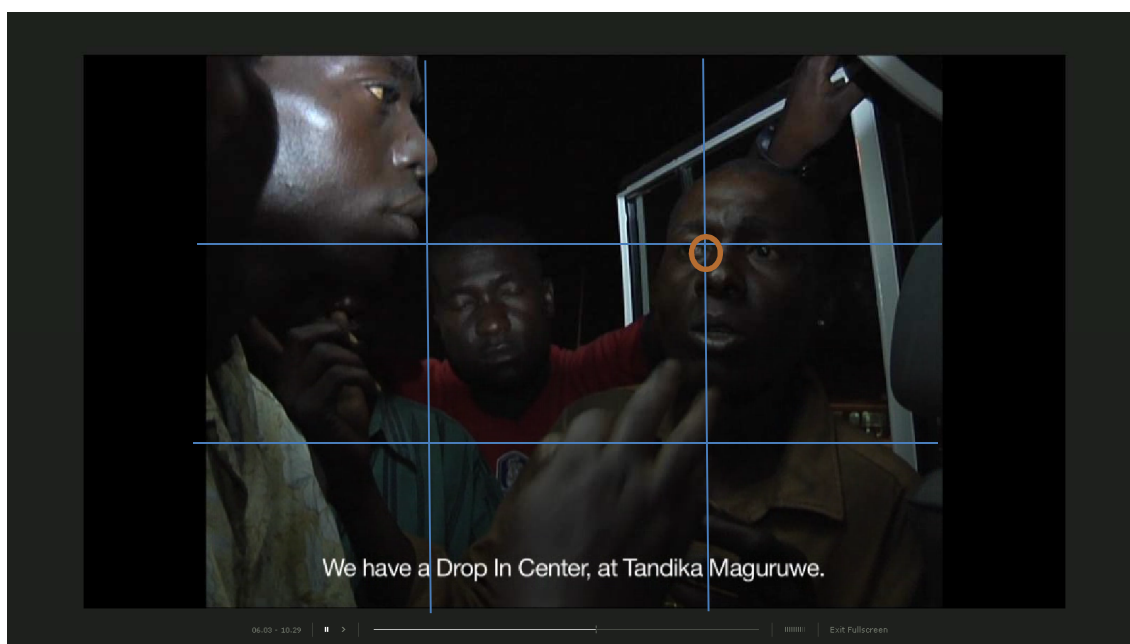 We have a Drop In Center, at Tandika Maguruwe.
06.03 - 10.29
Exit Fullscreen